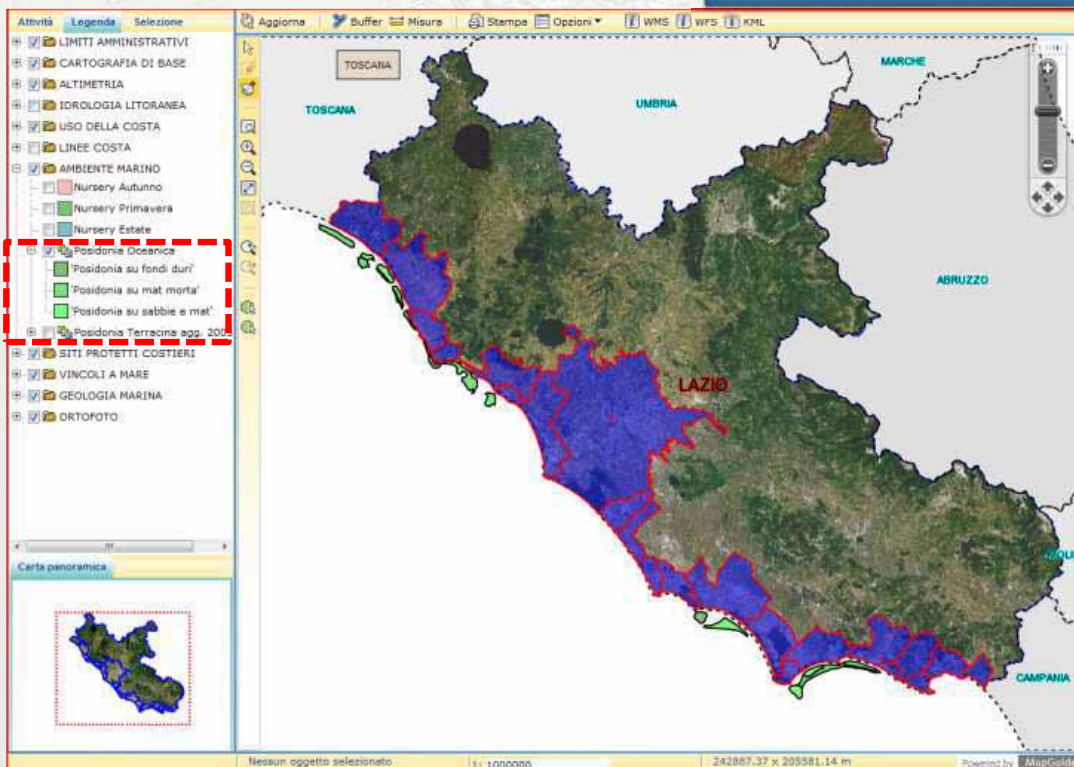 Attività Legenda Selezione
Aggiorna Buffer Misura Stampa Opzioni WMS WFS KML
LIMITI AMMINISTRATIVI
CARTOGRAFIA DI BASE
ALTIMETRIA
IDROLOGIA LITORANEA
USO DELLA COSTA
LINEE COSTA
AMBIENTE MARINO
Nursery Autunno
Nursery Primavera
Nursery Estate
Posidonia Oceanica
'Posidonia su fondi duri'
'Posidonia su mat morta'
'Posidonia su sabbie e mat'
Posidonia Terracina agg. 2005
SITI PROTETTI COSTIERI
VINCOLI A MARE
GEOLOGIA MARINA
ORTOFOTO
Carta panoramica
TOSCANA
TOSCANA
UMBRIA
MARCHE
ABRUZZO
LAZIO
CAMPANIA
Nessun oggetto selezionato
1: 1000000
242887.37 x 205581.14 m
Powered by MapGuide